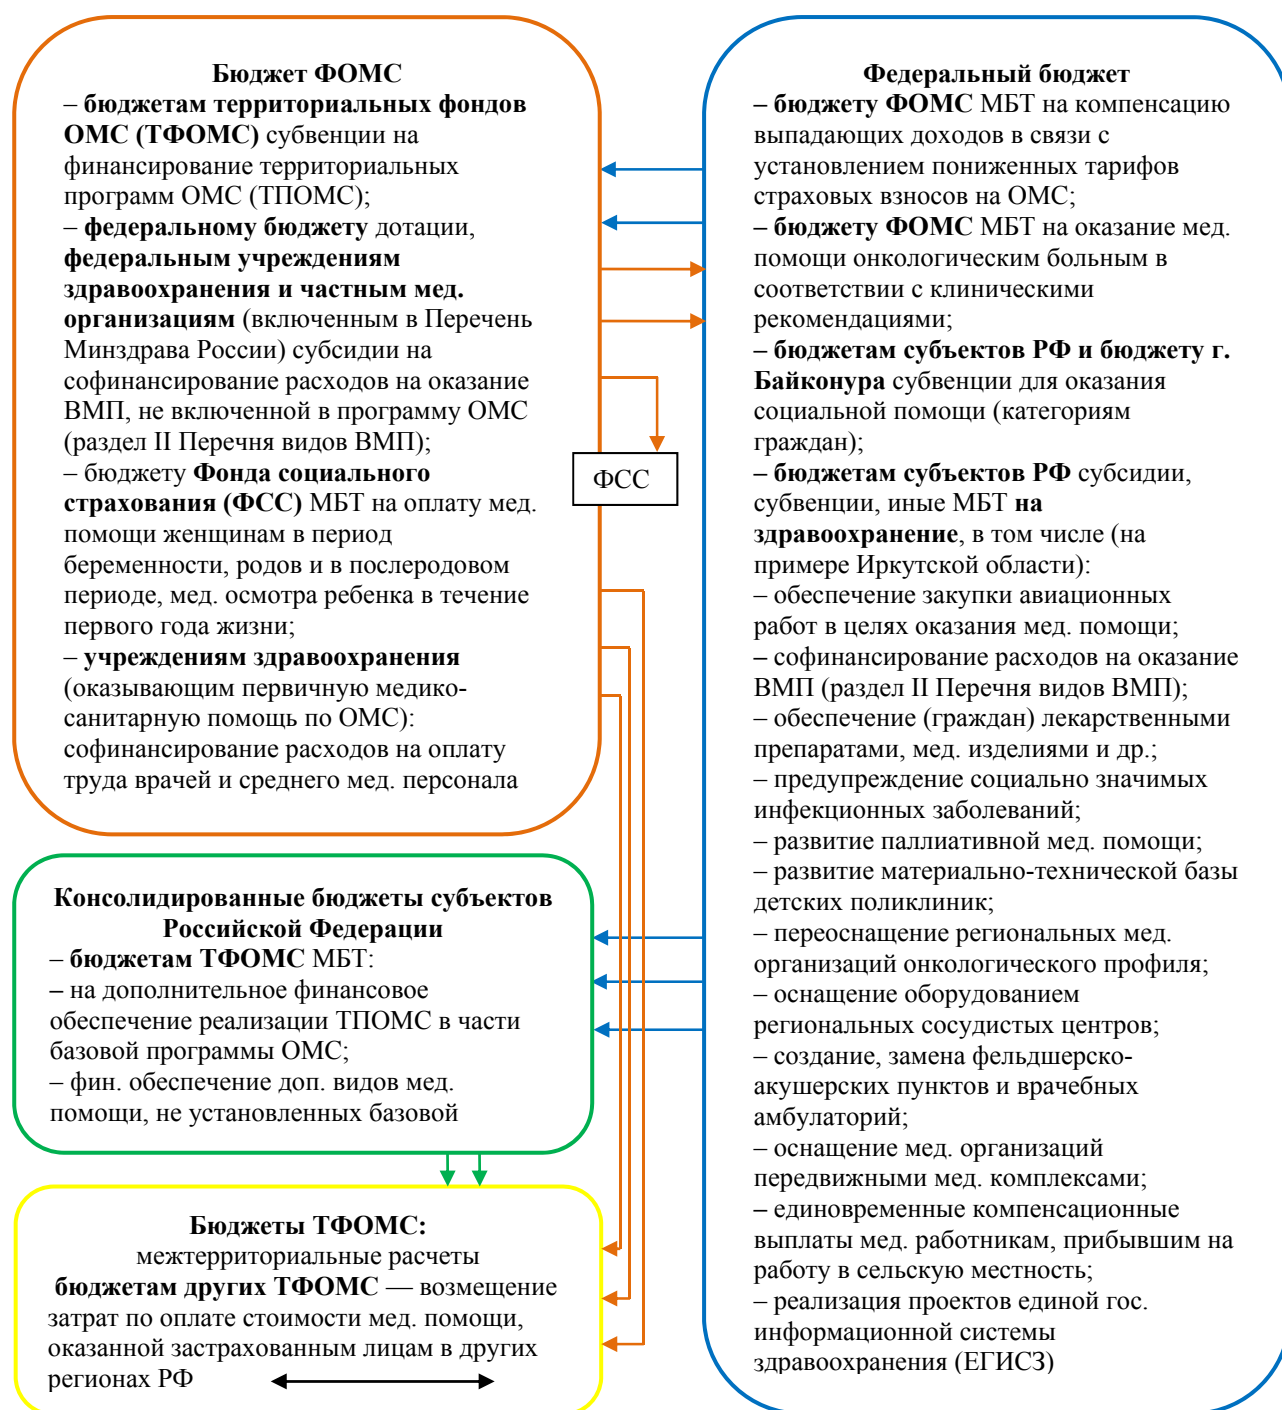 Бюджет ФОМС
– бюджетам территориальных фондов
ОМС (ТФОМС) субвенции на
финансирование территориальных
программ ОМС (ТПОМС);
– федеральному бюджету дотации,
федеральным учреждениям
здравоохранения и частным мед.
организациям (включенным в Перечень
Минздрава России) субсидии на
софинансирование расходов на оказание
ВМП, не включенной в программу ОМС
(раздел II Перечня видов ВМП);
– бюджету Фонда социального
страхования (ФСС) МБТ на оплату мед.
помощи женщинам в период
беременности, родов и в послеродовом
периоде, мед. осмотра ребенка в течение
первого года жизни;
– учреждениям здравоохранения
(оказывающим первичную медико-
санитарную помощь по ОМС):
софинансирование расходов на оплату
труда врачей и среднего мед. персонала
ФСС
Консолидированные бюджеты субъектов
Российской Федерации
– бюджетам ТФОМС МБТ:
– на дополнительное финансовое
обеспечение реализации ТПОМС в части
базовой программы ОМС;
– фин. обеспечение доп. видов мед.
помощи, не установленных базовой
Бюджеты ТФОМС:
межтерриториальные расчеты
бюджетам других ТФОМС — возмещение
затрат по оплате стоимости мед. помощи,
оказанной застрахованным лицам в других
регионах РФ
Федеральный бюджет
– бюджету ФОМС МБТ на компенсацию
выпадающих доходов в связи с
установлением пониженных тарифов
страховых взносов на ОМС;
– бюджету ФОМС МБТ на оказание мед.
помощи онкологическим больным в
соответствии с клиническими
рекомендациями;
– бюджетам субъектов РФ и бюджету г.
Байконура субвенции для оказания
социальной помощи (категориям
граждан);
– бюджетам субъектов РФ субсидии,
субвенции, иные МБТ на
здравоохранение, в том числе (на
примере Иркутской области):
– обеспечение закупки авиационных
работ в целях оказания мед. помощи;
– софинансирование расходов на оказание
ВМП (раздел II Перечня видов ВМП);
– обеспечение (граждан) лекарственными
препаратами, мед. изделиями и др.;
– предупреждение социально значимых
инфекционных заболеваний;
– развитие паллиативной мед. помощи;
– развитие материально-технической базы
детских поликлиник;
– переоснащение региональных мед.
организаций онкологического профиля;
– оснащение оборудованием
региональных сосудистых центров;
– создание, замена фельдшерско-
акушерских пунктов и врачебных
амбулаторий;
– оснащение мед. организаций
передвижными мед. комплексами;
– единовременные компенсационные
выплаты мед. работникам, прибывшим на
работу в сельскую местность;
– реализация проектов единой гос.
информационной системы
здравоохранения (ЕГИСЗ)